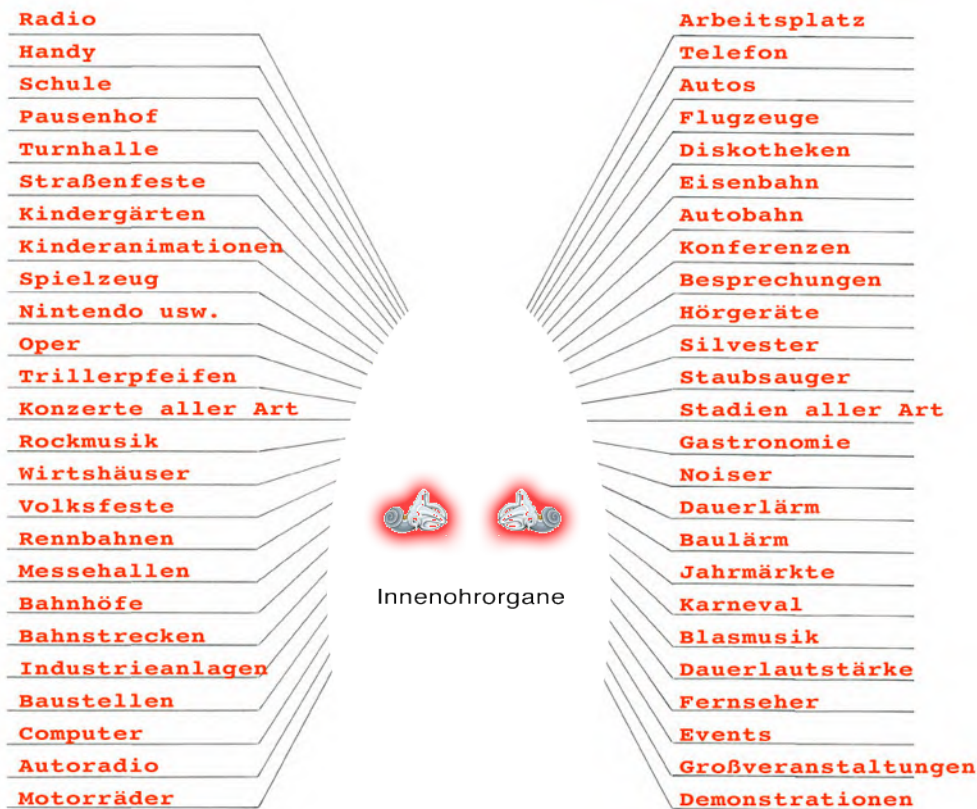 Radio
Handy
Schule
Pausenhof
Turnhalle
Straßenfeste
Kindergärten
Kinderanimationen
Spielzeug
Nintendo usw.
Oper
Trillerpfeifen
Konzerte aller Art
Rockmusik
Wirtshäuser
Volksfeste
Rennbahnen
Messehallen
Bahnhöfe
Bahnstrecken
Industrieanlagen
Baustellen
Computer
Autoradio
Motorräder
Innenohrorgane
Arbeitsplatz
Telefon
Autos
Flugzeuge
Diskotheken
Eisenbahn
Autobahn
Konferenzen
Besprechungen
Hörgeräte
Silvester
Staubsauger
Stadien aller Art
Gastronomie
Noiser
Dauerlärm
Baulärm
Jahrmärkte
Karneval
Blasmusik
Dauerlautstärke
Fernseher
Events
Großveranstaltungen
Demonstrationen